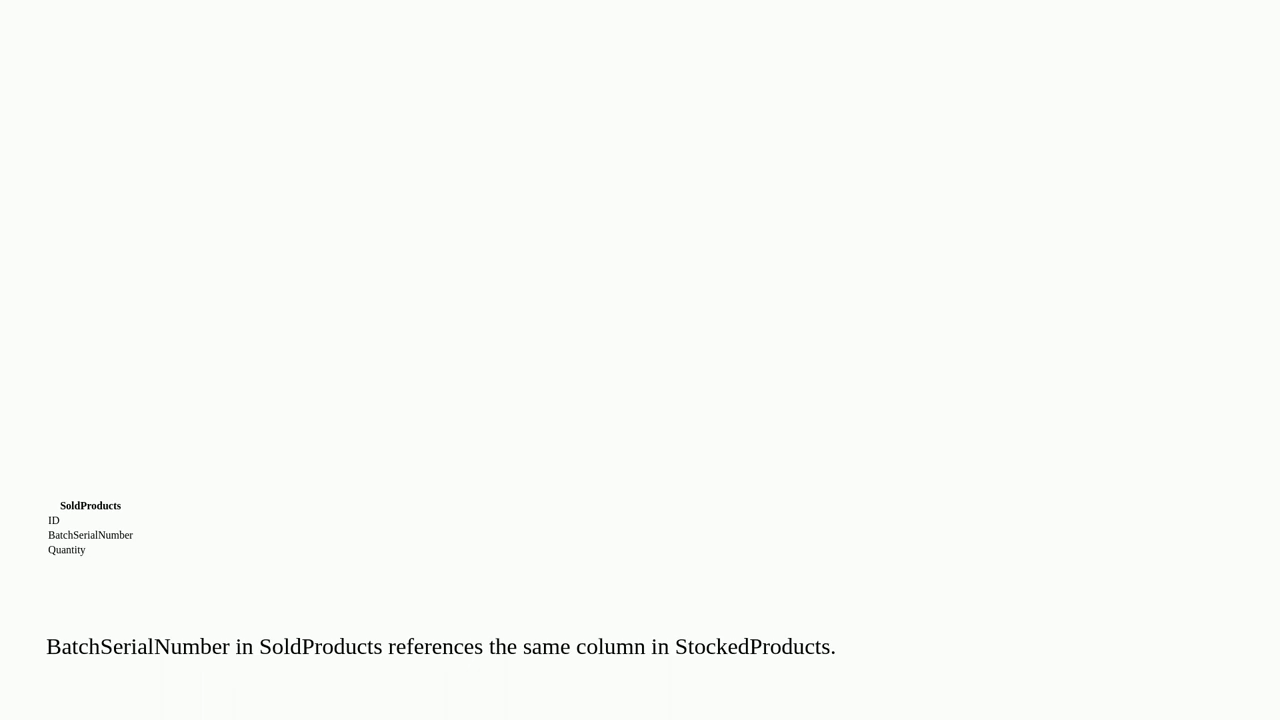 SoldProducts
ID
BatchSerialNumber
Quantity
BatchSerialNumber in SoldProducts references the same column in StockedProducts.